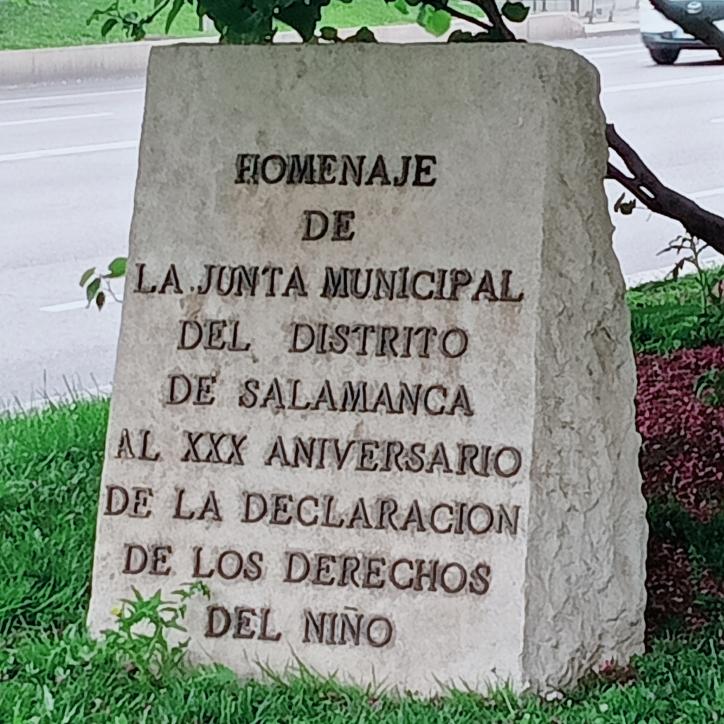 HOMENAJE
DE
LA JUNTA MUNICIPAL
DEL DISTRITO
DE SALAMANCA
AL XXX ANIVERSARIO
DE LA DECLARACION
DE LOS DERECHOS
DEL NIÑO